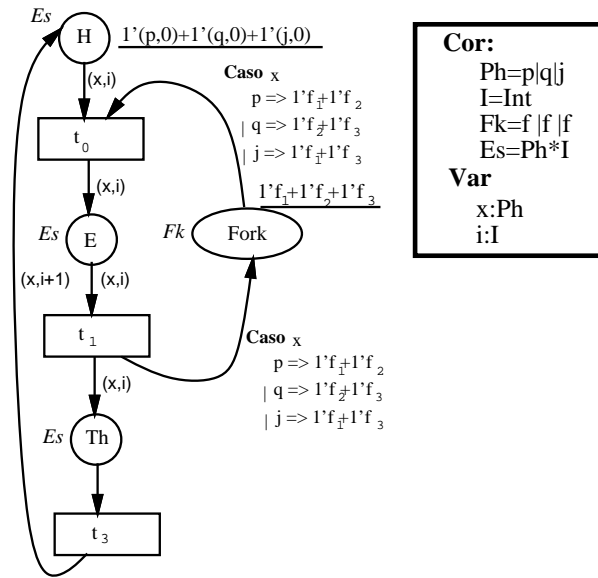 Es
H
1'(p,0)+1'(q,0)+1'(j,0)
(x,i)
Caso x
p => 1'f1+1'f2
| q => 1'f2+1'f3
| j => 1'f1+1'f3
t0
1'f1+1'f2+1'f3
(x,i)
Es
E
Fk
Fork
(x,i+1)
(x,i)
t1
Caso x
p => 1'f1+1'f2
| q => 1'f2+1'f3
| j => 1'f1+1'f3
(x,i)
Es
Th
t3
Cor:
Ph=p|q|j
I=Int
Fk=f |f |f
Es=Ph*I
Var
x:Ph
i:I